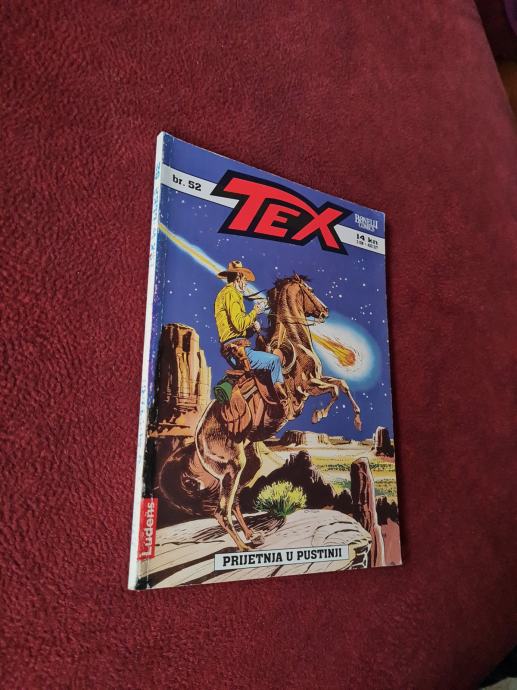 br. 52
TEX
BONELLI
COMICS
14 kn
PRIJETNJA U PUSTINJI
Ludens